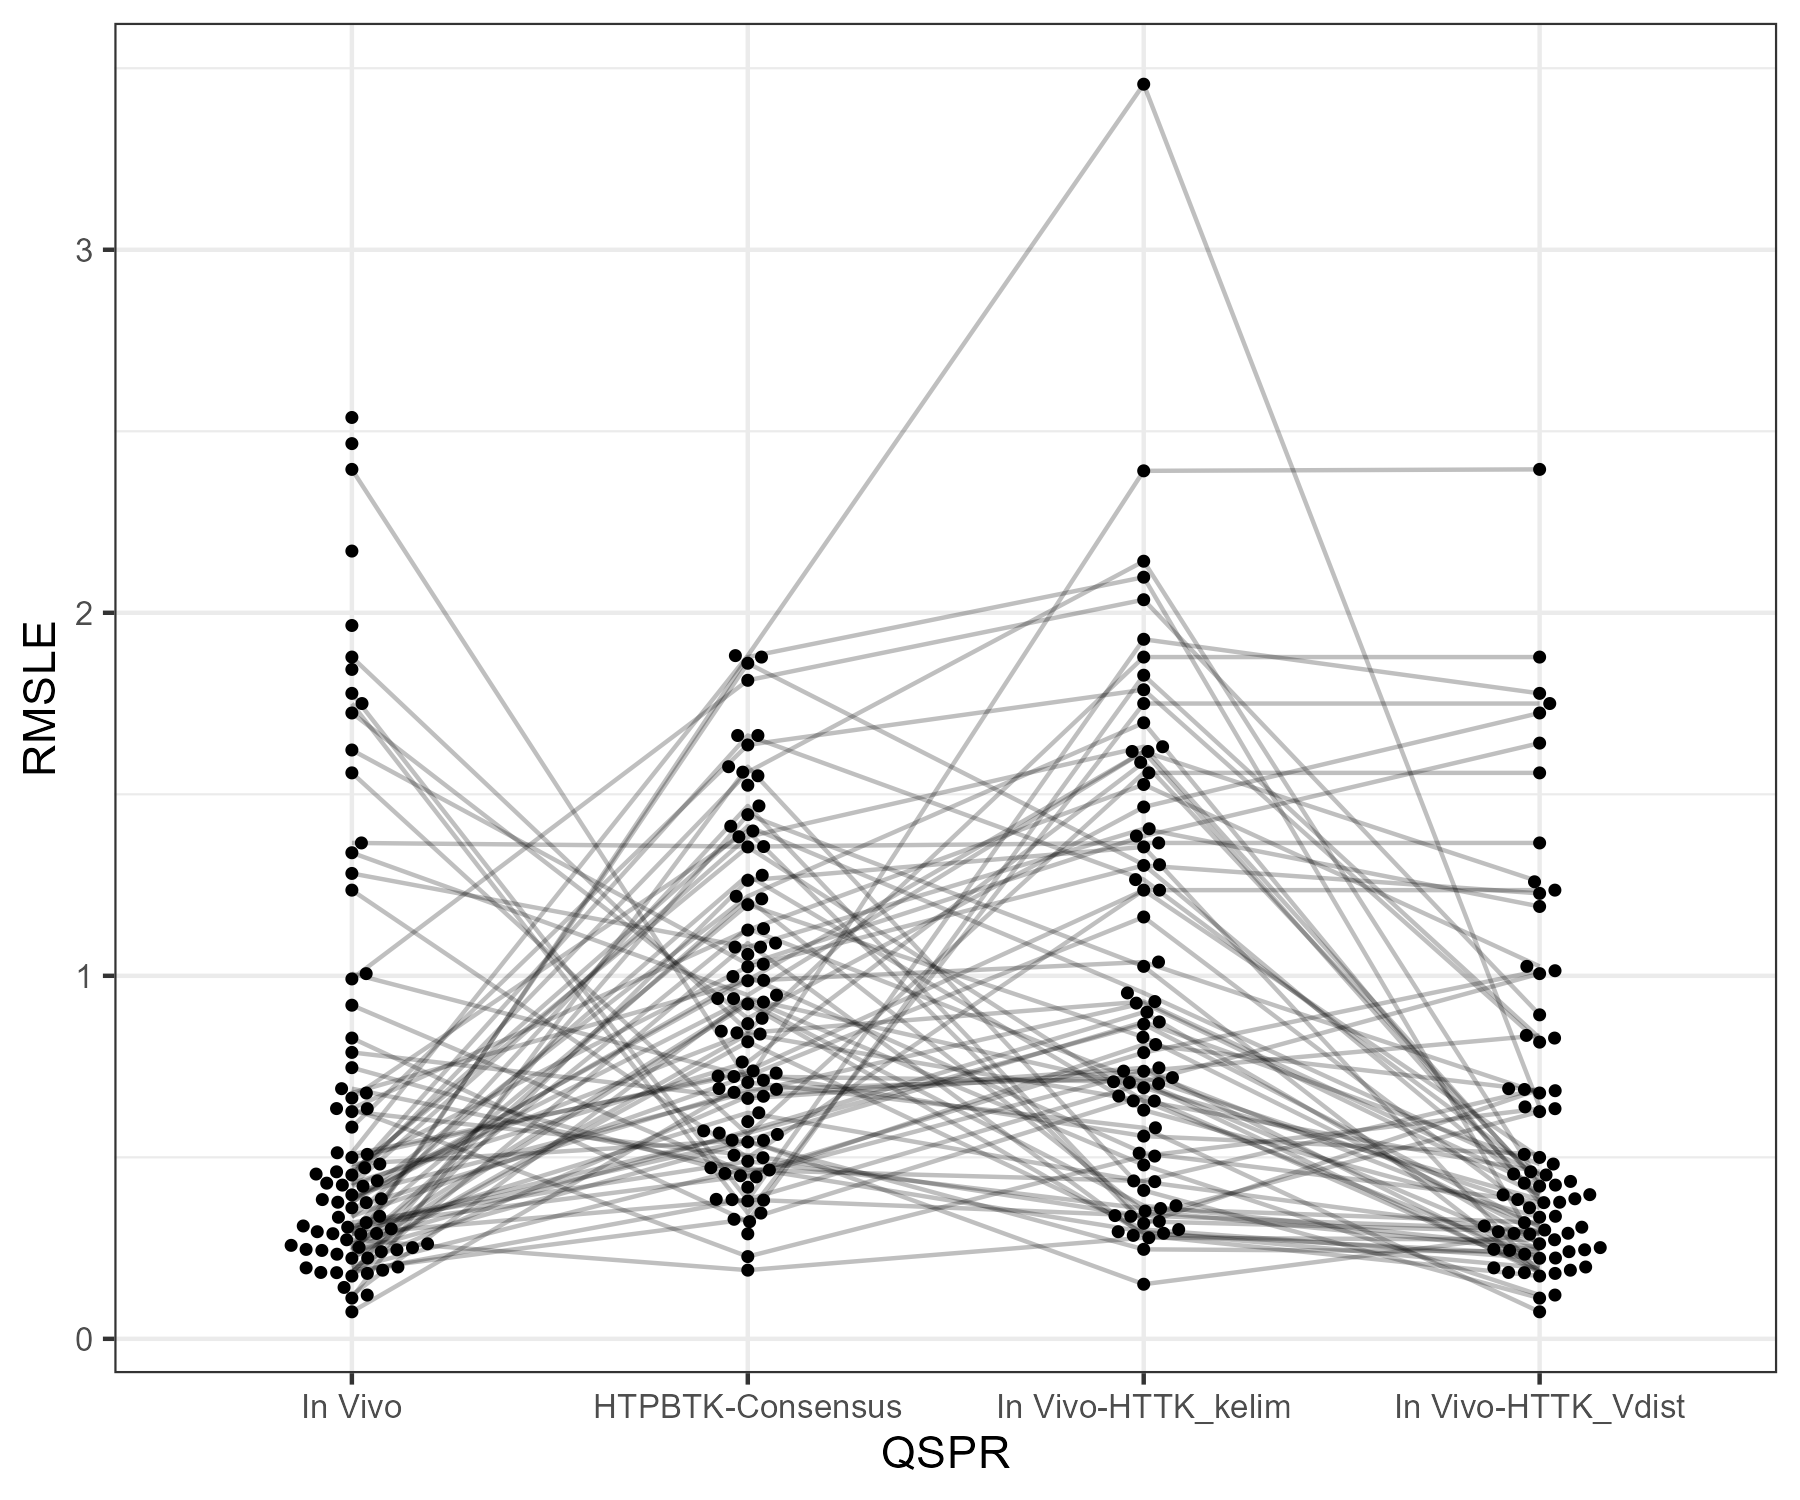 RMSLE
3
2
1
0
In Vivo
HTPBTK-Consensus
In Vivo-HTTK_kelim
In Vivo-HTTK_Vdist
QSPR